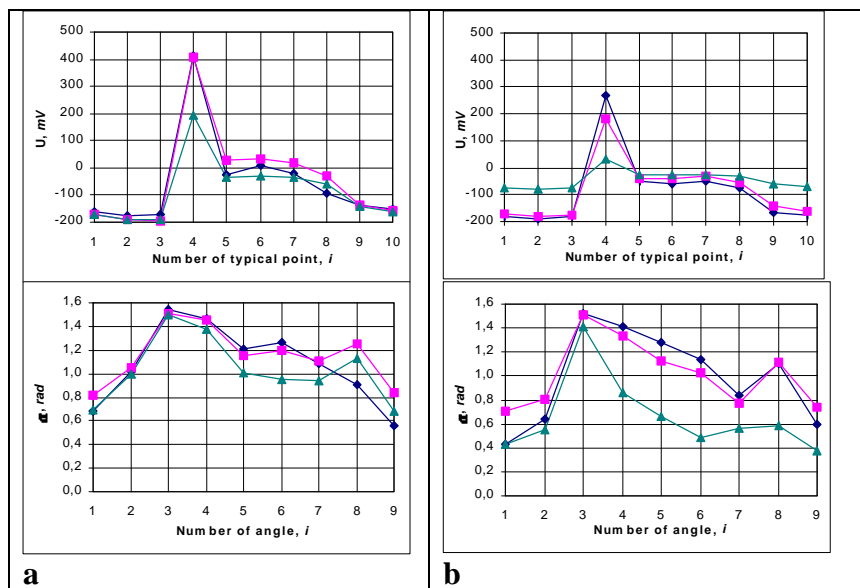 500
400
300
200
100
0
-100
-200
U, mV
1 2 3 4 5 6 7 8 9 10
Number of typical point, i
1,6
1,4
1,2
1,0
0,8
0,6
0,4
0,2
0,0
α, rad
1 2 3 4 5 6 7 8 9
Number of angle, i
a
500
400
300
200
100
0
-100
-200
U, mV
1 2 3 4 5 6 7 8 9 10
Number of typical point, i
1,6
1,4
1,2
1,0
0,8
0,6
0,4
0,2
0,0
α, rad
1 2 3 4 5 6 7 8 9
Number of angle, i
b